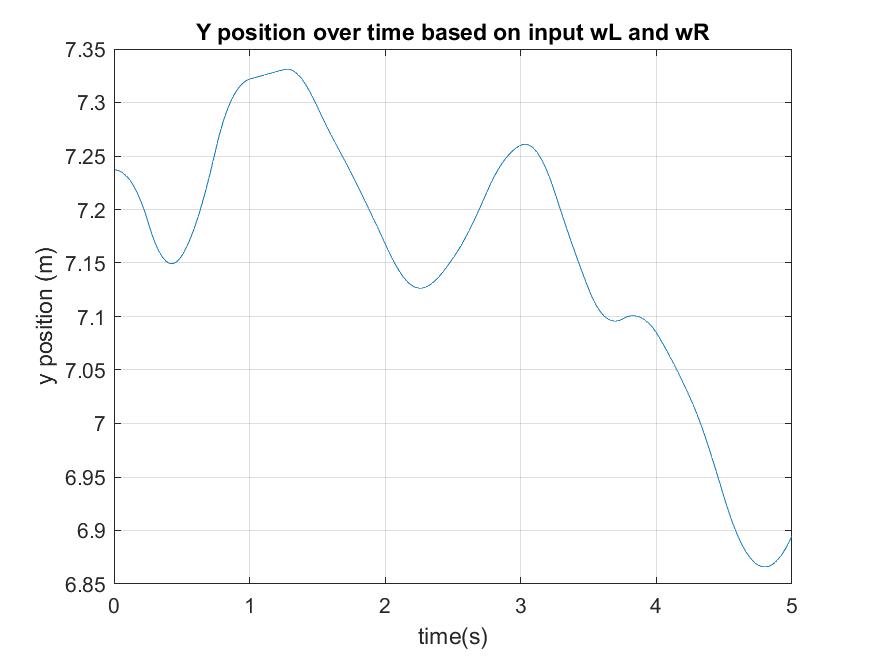 Y position over time based on input wL and wR
7.35
7.3
7.25
7.2
7.15
7.1
7.05
7
6.95
6.9
6.85
y position (m)
0 1 2 3 4 5
time(s)